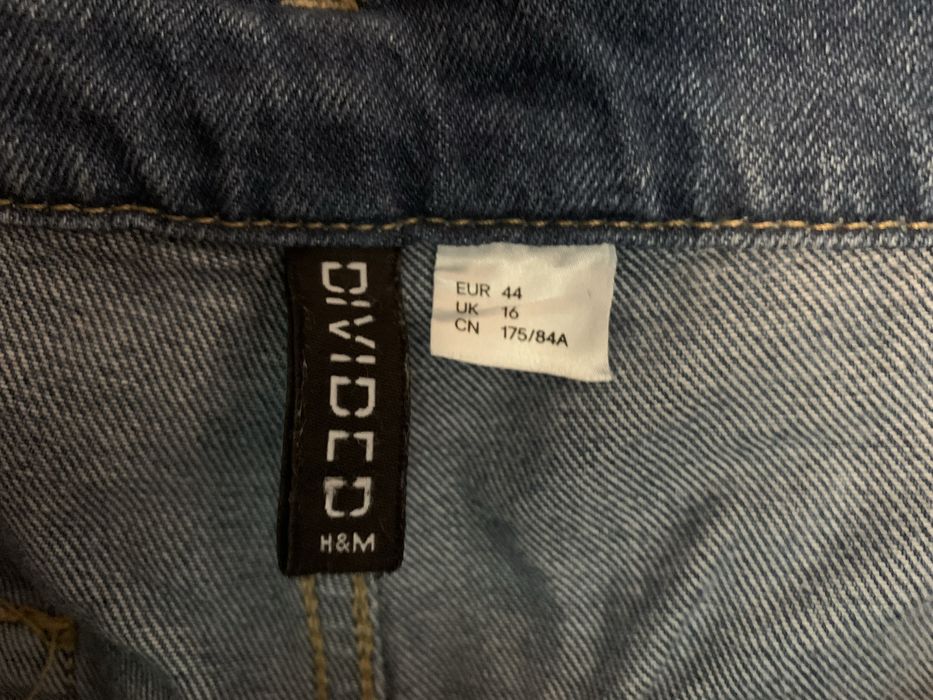 DIVIDED
H&M
EUR 44
UK 16
CN 175/84A